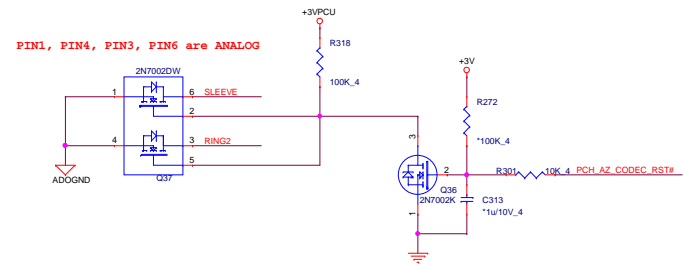 +3VPCU
PIN1, PIN4, PIN3, PIN6 are ANALOG
R318
100K_4
+3V
2N7002DW
1
6
SLEEVE
2
R272
*100K_4
4
3
RING2
5
Q37
ADOGND
3
2
R301
10K_4
PCH_AZ_CODEC_RST#
Q36
2N7002K
1
C313
*1u/10V_4